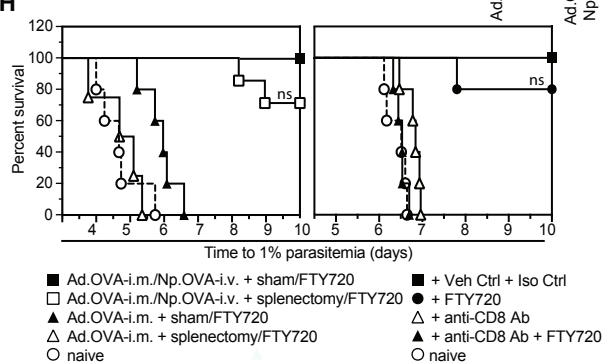 H
Ad.
Ad.
Np
120
100
80
60
40
20
0
Percent survival
ns
ns
4 5 6 7 8 9 10
5 6 7 8 9 10
Time to 1% parasitemia (days)
Ad.OVA-i.m./Np.OVA-i.v. + sham/FTY720
Ad.OVA-i.m./Np.OVA-i.v. + splenectomy/FTY720
Ad.OVA-i.m. + sham/FTY720
Ad.OVA-i.m. + splenectomy/FTY720
naive
+ Veh Ctrl + Iso Ctrl
+ FTY720
+ anti-CD8 Ab
+ anti-CD8 Ab + FTY720
naive